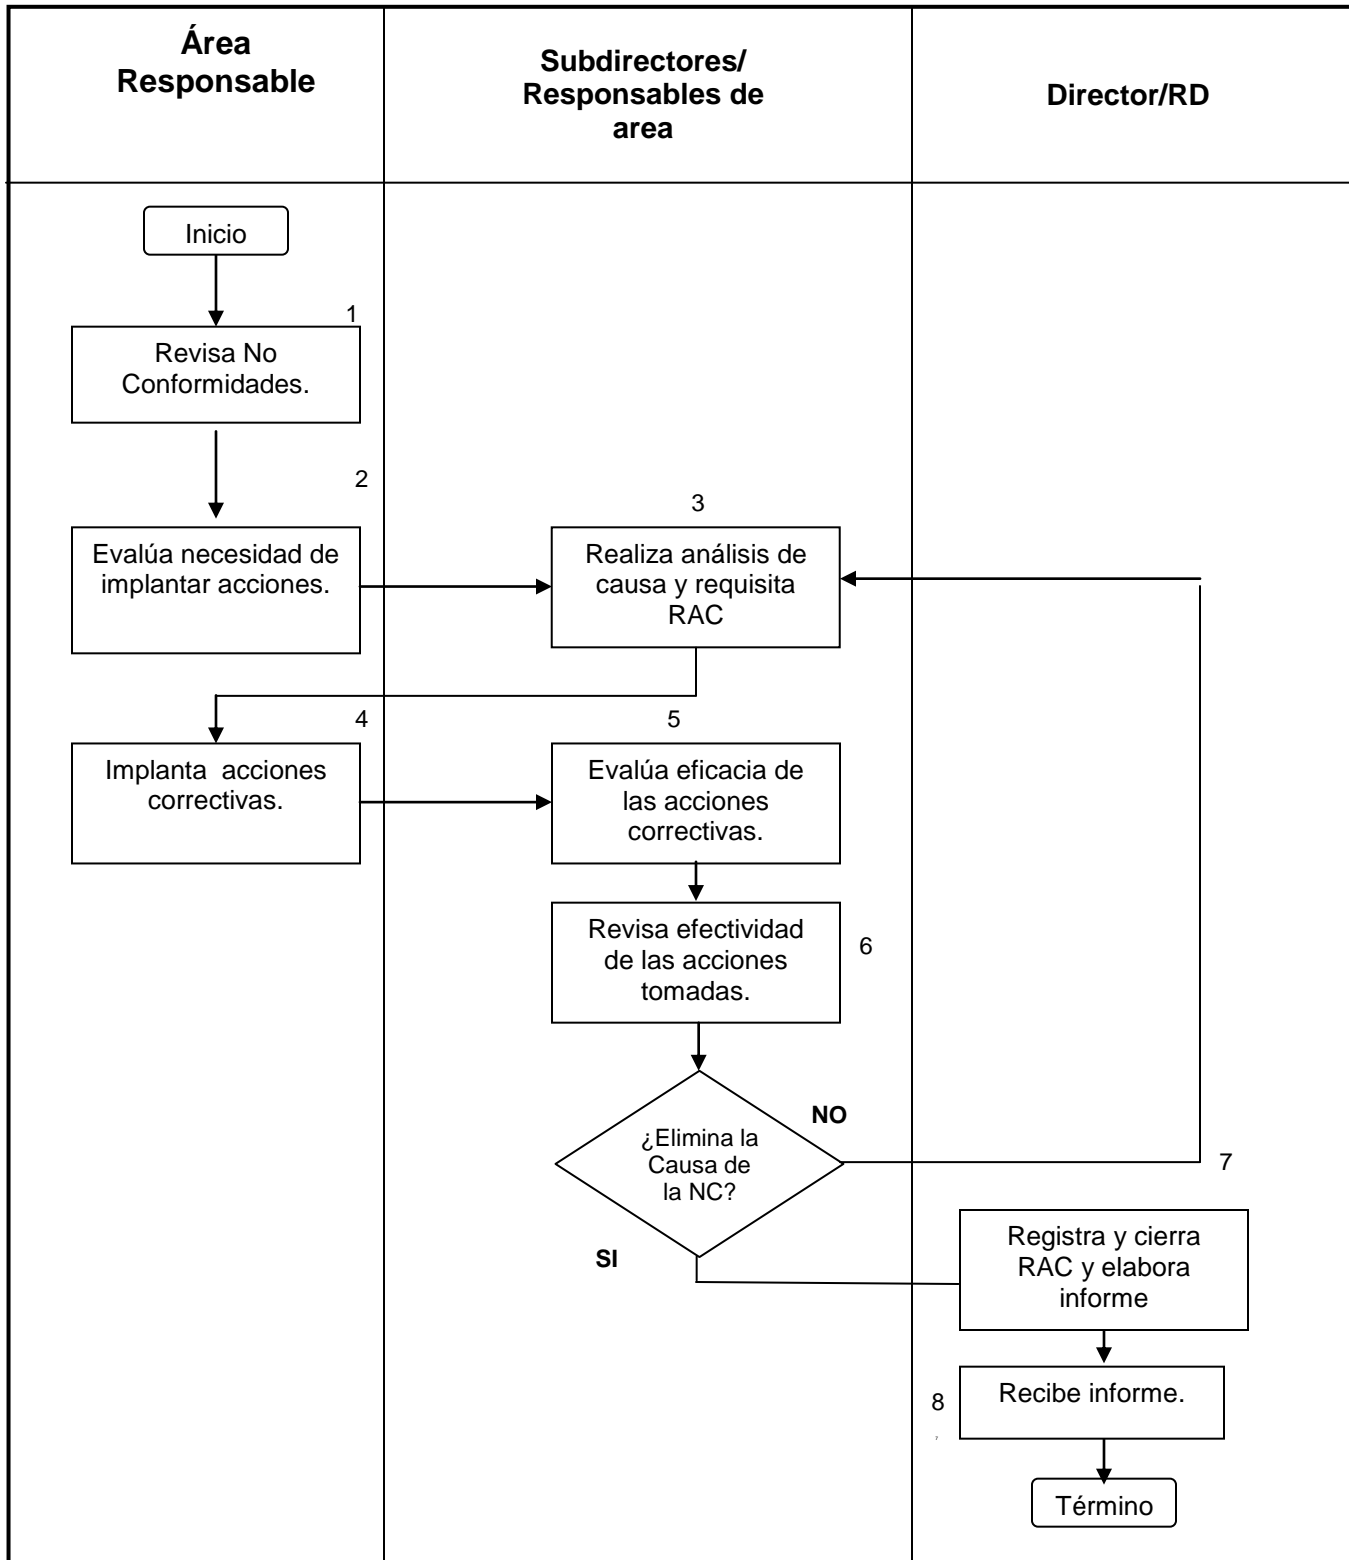 Área
Responsable
Subdirectores/
Responsables de
area
Director/RD
Inicio
1
Revisa No
Conformidades.
2
Evalúa necesidad de
implantar acciones.
3
Realiza análisis de
causa y requisita
RAC
4
Implanta acciones
correctivas.
5
Evalúa eficacia de
las acciones
correctivas.
Revisa efectividad
de las acciones
tomadas.
6
¿Elimina la
Causa de
la NC?
NO
SI
7
Registra y cierra
RAC y elabora
informe
8
Recibe informe.
Término